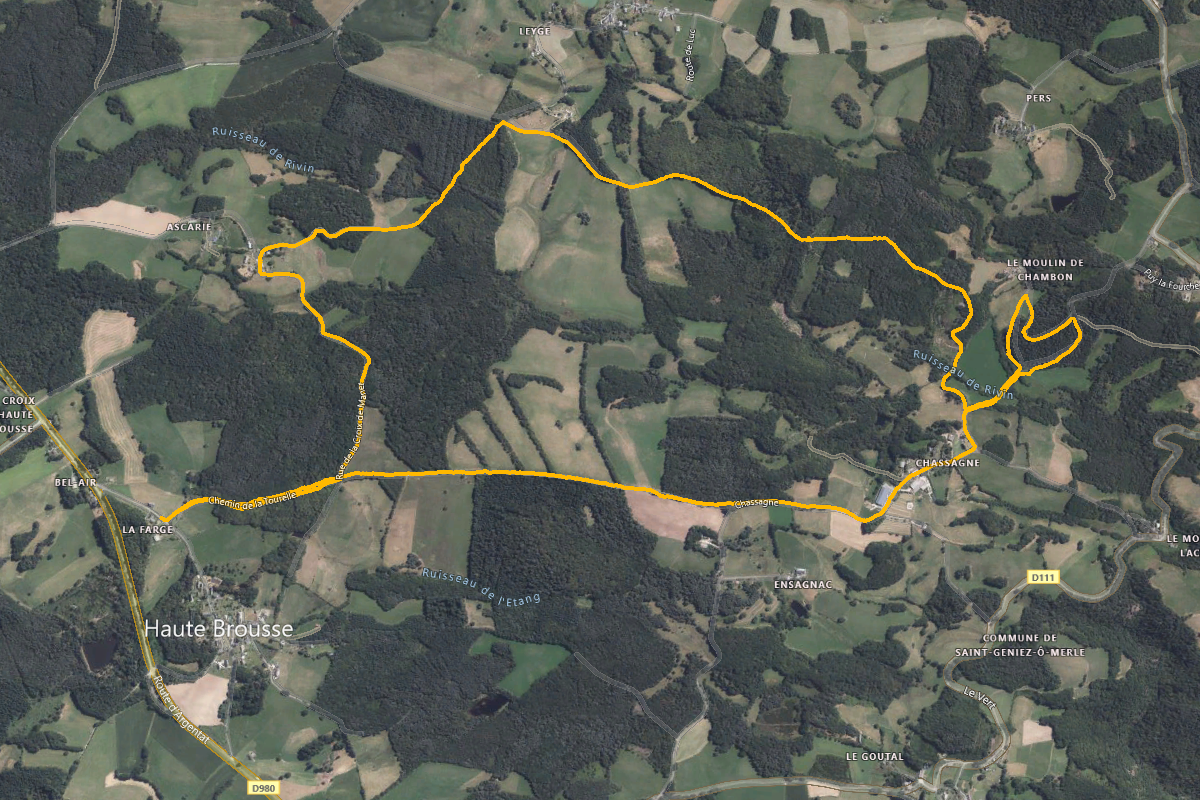 LEYGE
Route de Luc
PERS
Ruisseau de Rivin
ASCARIE
LE MOULIN DE
CHAMBON
Puy la Fourche
Ruisseau de Rivin
CROIX
HAUTE
OUSSE
Rue de la Croix de Manet
BEL-AIR
CHASSAGNE
Chemin de la Tourelle
Chassagne
LA FARGE
LE MO
LAC
Ruisseau de l'Etang
ENSAGNAC
D111
Haute Brousse
COMMUNE DE
SAINT-GENIEZ-Ô-MERLE
Le Vert
Route d'Argentat
LE GOUTAL
D980